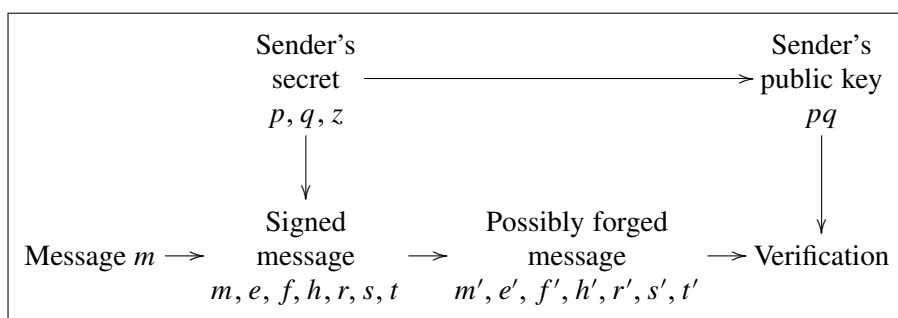 Sender's
secret
p, q, z
Sender's
public key
pq
Message m
Signed
message
m, e, f, h, r, s, t
Possibly forged
message
m′, e′, f′, h′, r′, s′, t′
Verification